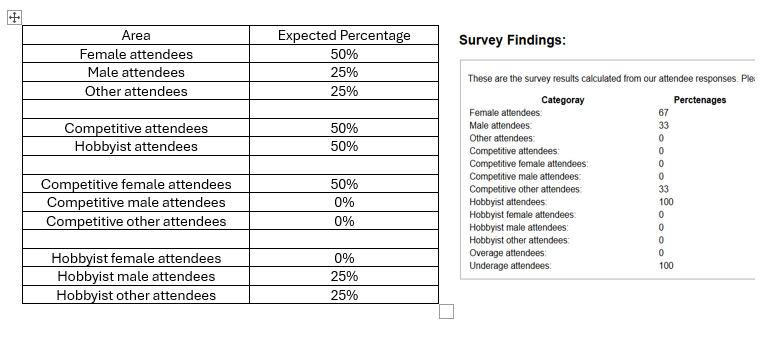 Area Expected Percentage
Female attendees 50%
Male attendees 25%
Other attendees 25%
Competitive attendees 50%
Hobbyist attendees 50%
Competitive female attendees 50%
Competitive male attendees 0%
Competitive other attendees 0%
Hobbyist female attendees 0%
Hobbyist male attendees 25%
Hobbyist other attendees 25%
Survey Findings:
These are the survey results calculated from our attendee responses.
Categoray Perctenages
Female attendees: 67
Male attendees: 33
Other attendees: 0
Competitive attendees: 0
Competitive female attendees: 0
Competitive male attendees: 0
Competitive other attendees: 33
Hobbyist attendees: 100
Hobbyist female attendees: 0
Hobbyist male attendees: 0
Hobbyist other attendees: 0
Overage attendees: 0
Underage attendees: 100